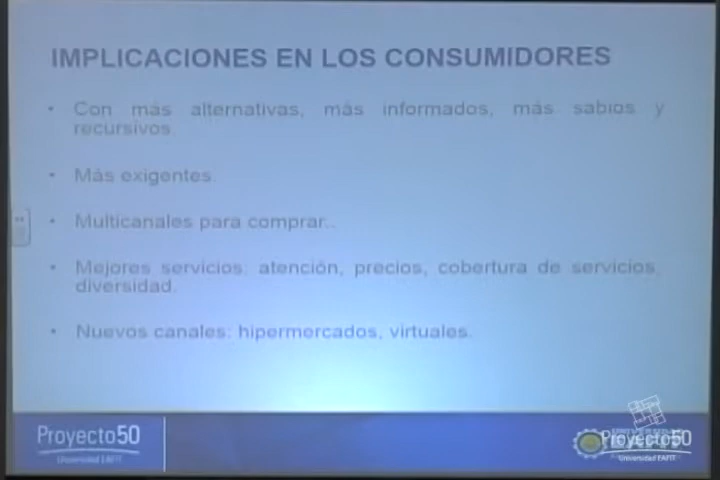 IMPLICACIONES EN LOS CONSUMIDORES
• Con más alternativas, más informados, más sabios y
recursivos.
• Más exigentes.
• Multicanales para comprar..
• Mejores servicios: atención, precios, cobertura de servicios,
diversidad.
• Nuevos canales: hipermercados, virtuales.
Proyecto50
Universidad EAFIT
Proyecto50
Universidad EAFIT